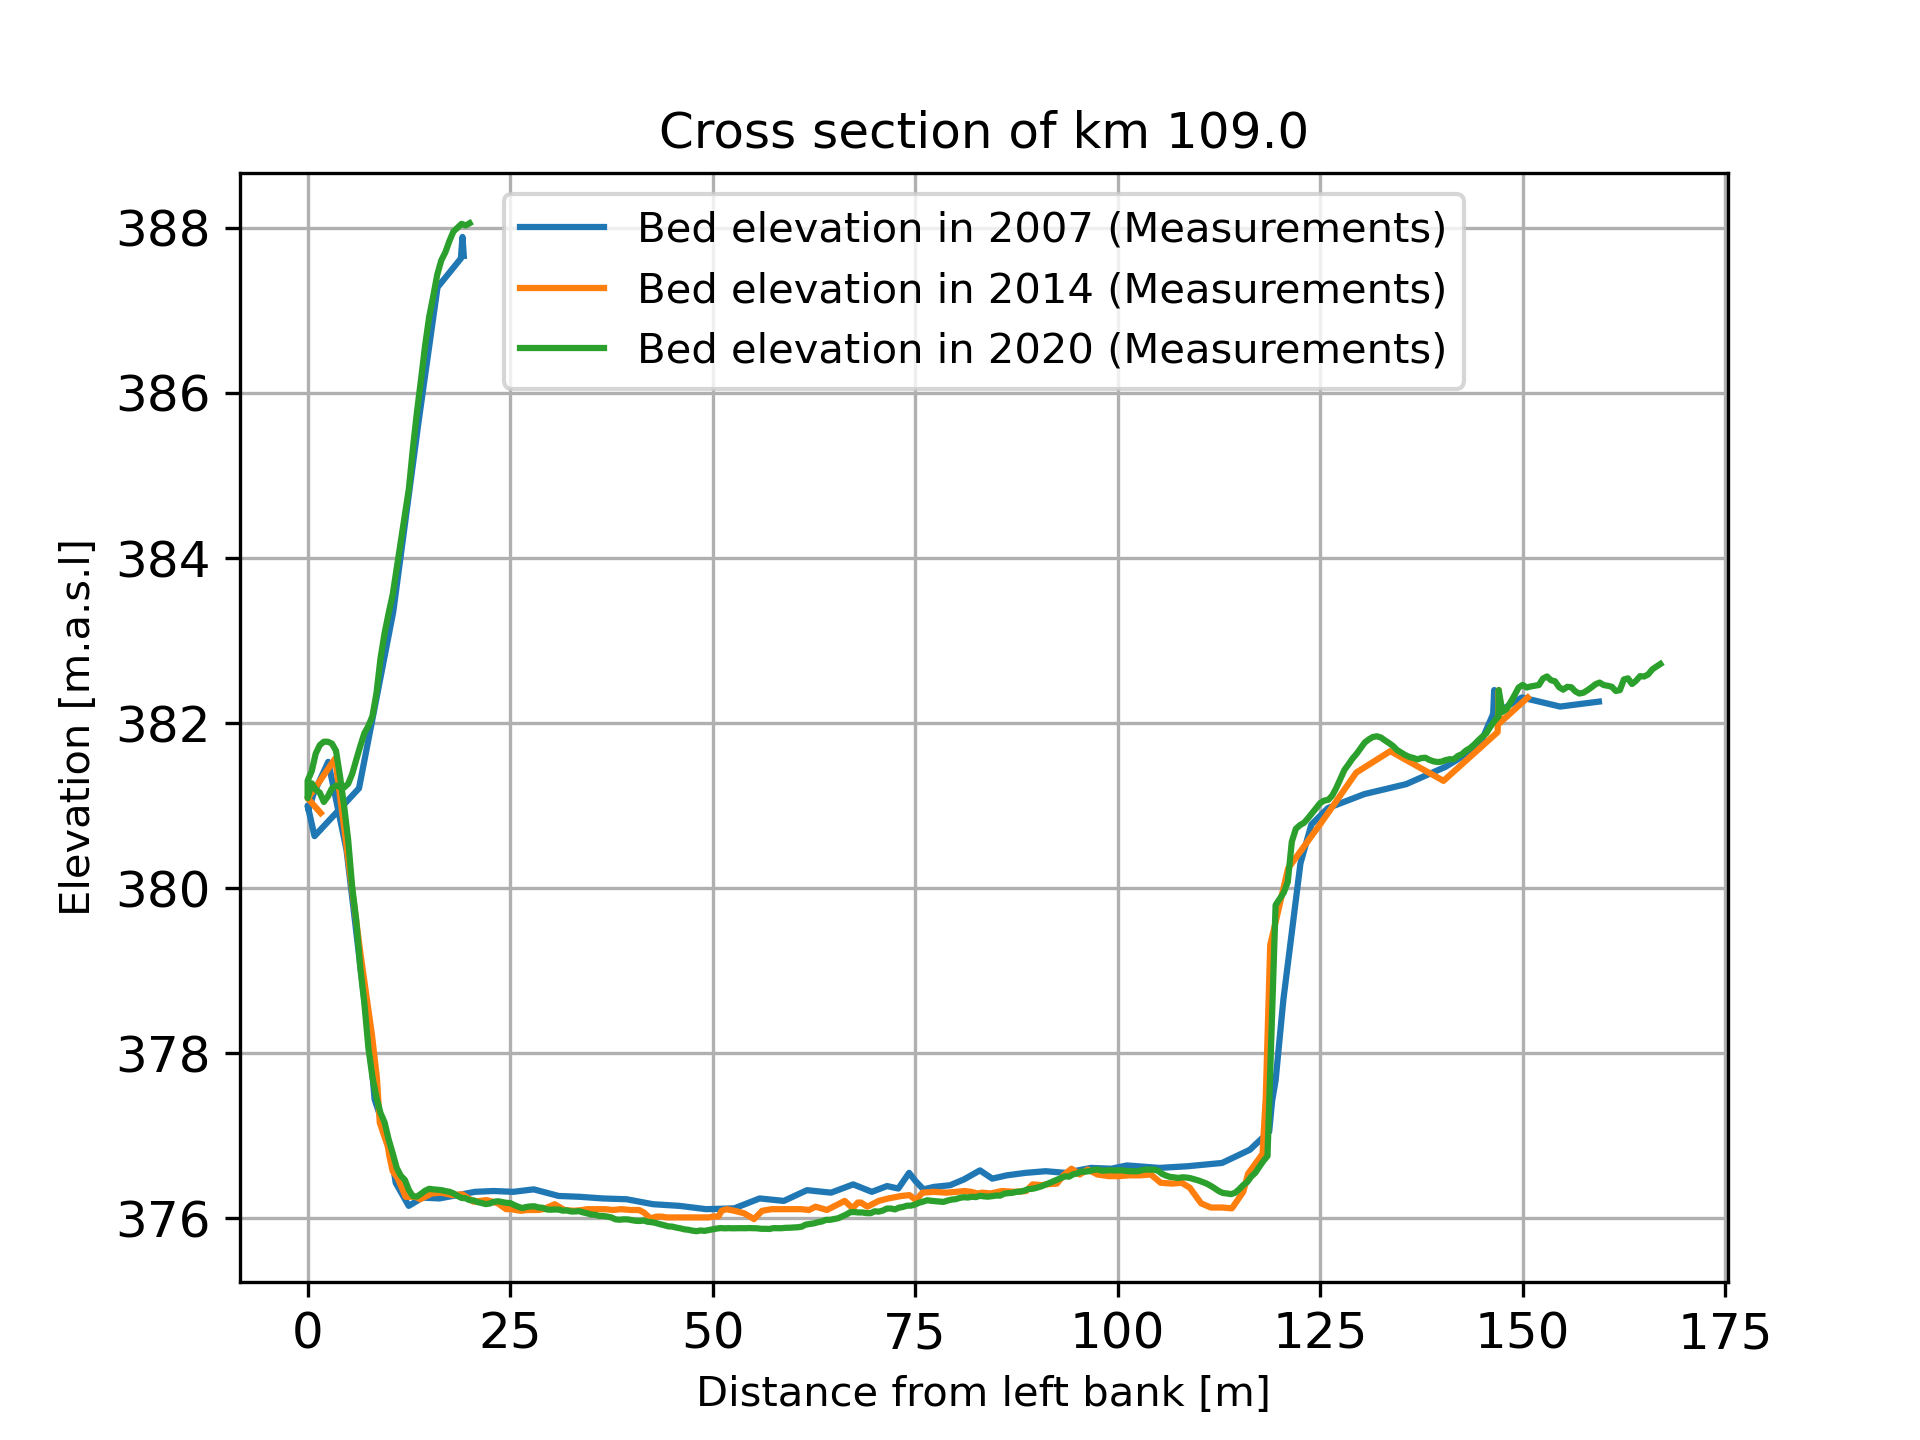 Cross section of km 109.0
Bed elevation in 2007 (Measurements)
Bed elevation in 2014 (Measurements)
Bed elevation in 2020 (Measurements)
Elevation [m.a.s.l]
388
386
384
382
380
378
376
0 25 50 75 100 125 150 175
Distance from left bank [m]